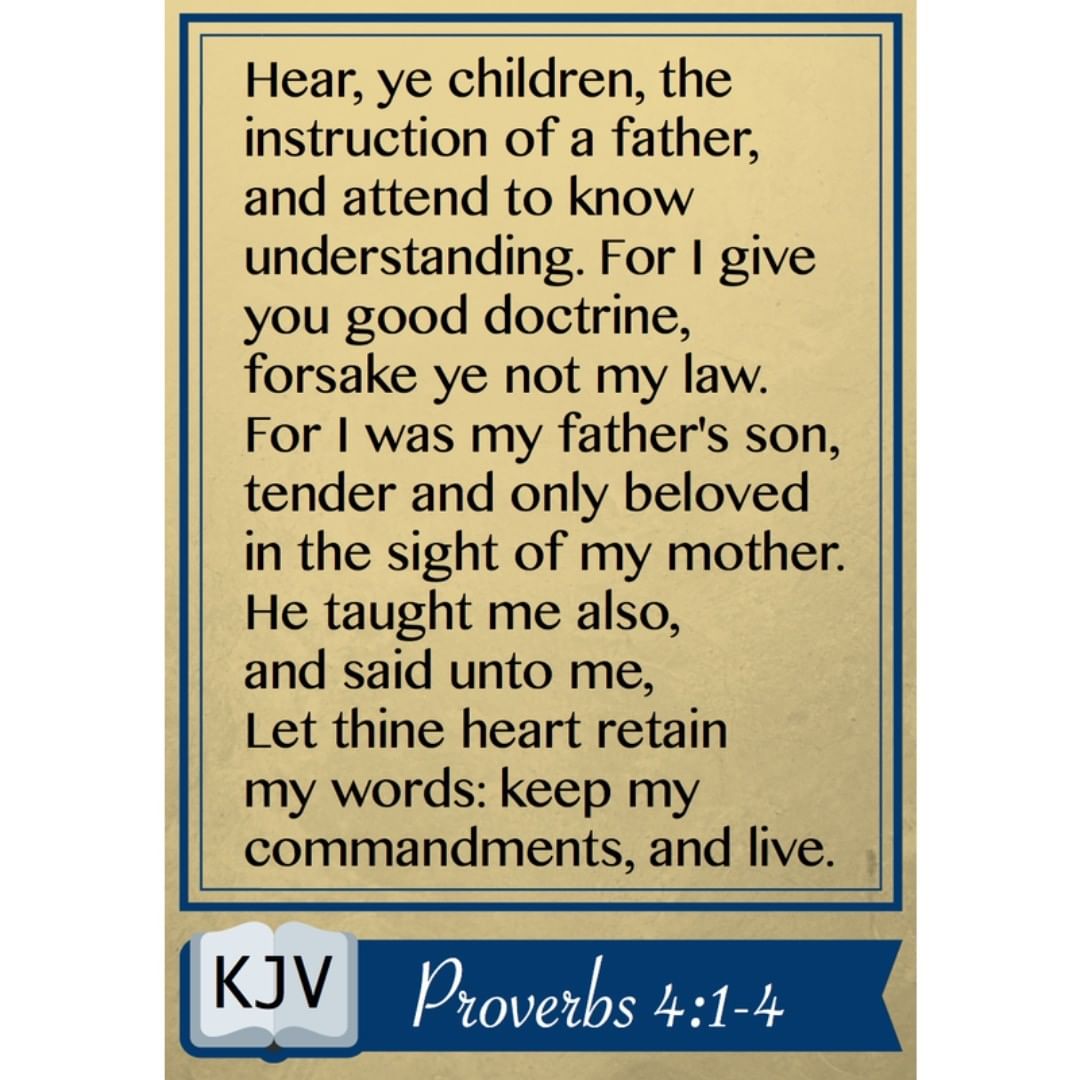 Hear, ye children, the
instruction of a father,
and attend to know
understanding. For I give
you good doctrine,
forsake ye not my law.
For I was my father's son,
tender and only beloved
in the sight of my mother.
He taught me also,
and said unto me,
Let thine heart retain
my words: keep my
commandments, and live.
KJV
Proverbs 4:1-4